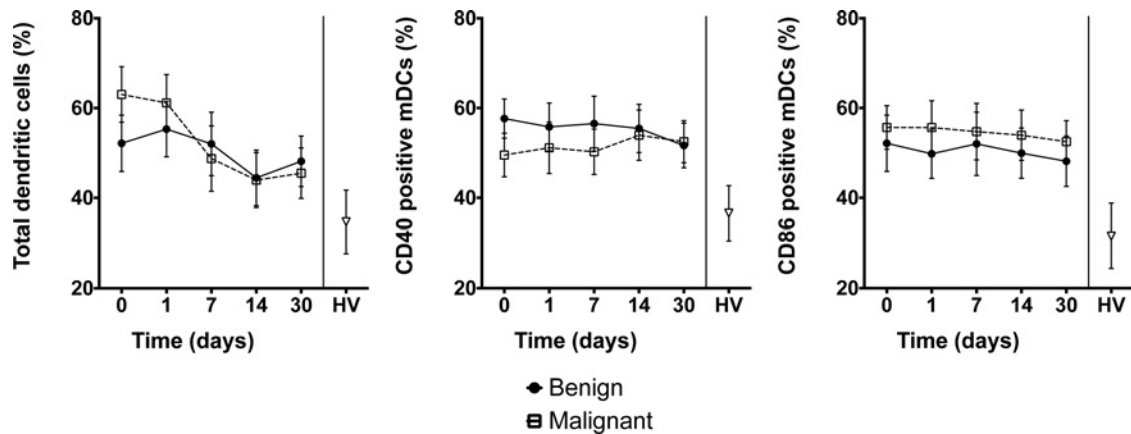 Total dendritic cells (%)
80
60
40
20
0 1 7 14 30 HV
Time (days)
CD40 positive mDCs (%)
80
60
40
20
0 1 7 14 30 HV
Time (days)
CD86 positive mDCs (%)
80
60
40
20
0 1 7 14 30 HV
Time (days)
Benign
Malignant